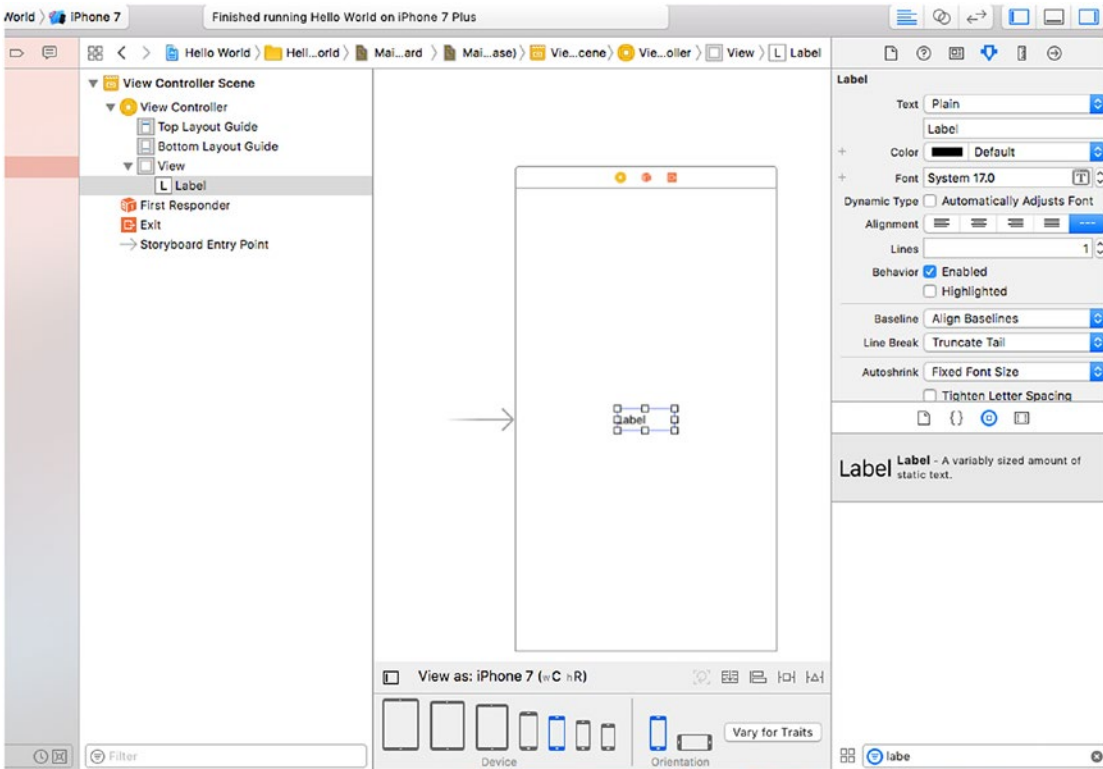 World > iPhone 7
Finished running Hello World on iPhone 7 Plus
Hello World > Hell...orld > Mai...ard > Mai...ase) > Vie...cene > Vie...oller > View > L Label
View Controller Scene
View Controller
Top Layout Guide
Bottom Layout Guide
View
L Label
First Responder
Exit
Storyboard Entry Point
Filter
Label
View as: iPhone 7 (wC hR)
Device
Orientation
Vary for Traits
Label
Text Plain
Label
Color Default
Font System 17.0 T
Dynamic Type Automatically Adjusts Font
Alignment
Lines 1
Behavior Enabled
Highlighted
Baseline Align Baselines
Line Break Truncate Tail
Autoshrink Fixed Font Size
Tighten Letter Spacing
{}
Label Label - A variably sized amount of
static text.
labe